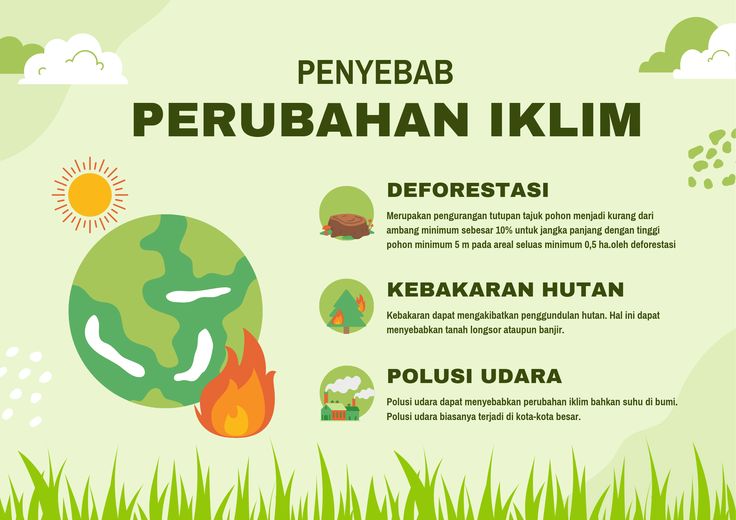 PENYEBAB
PERUBAHAN IKLIM
DEFORESTASI
Merupakan pengurangan tutupan tajuk pohon menjadi kurang dari
ambang minimum sebesar 10% untuk jangka panjang dengan tinggi
pohon minimum 5 m pada areal seluas minimum 0,5 ha.oleh deforestasi
KEBAKARAN HUTAN
Kebakaran dapat mengakibatkan penggundulan hutan. Hal ini dapat
menyebabkan tanah longsor ataupun banjir.
POLUSI UDARA
Polusi udara dapat menyebabkan perubahan iklim bahkan suhu di bumi.
Polusi udara biasanya terjadi di kota-kota besar.